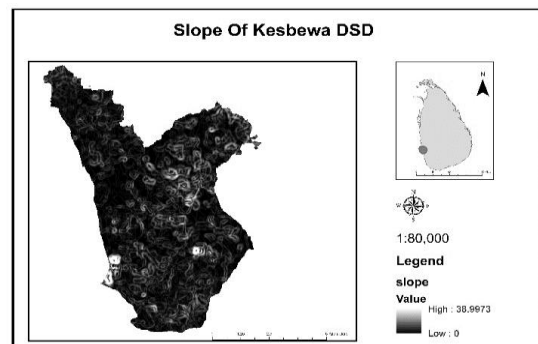 Slope Of Kesbewa DSD
N
N
W E
S
1:80,000
Legend
slope
Value
High : 38.9973
Low : 0